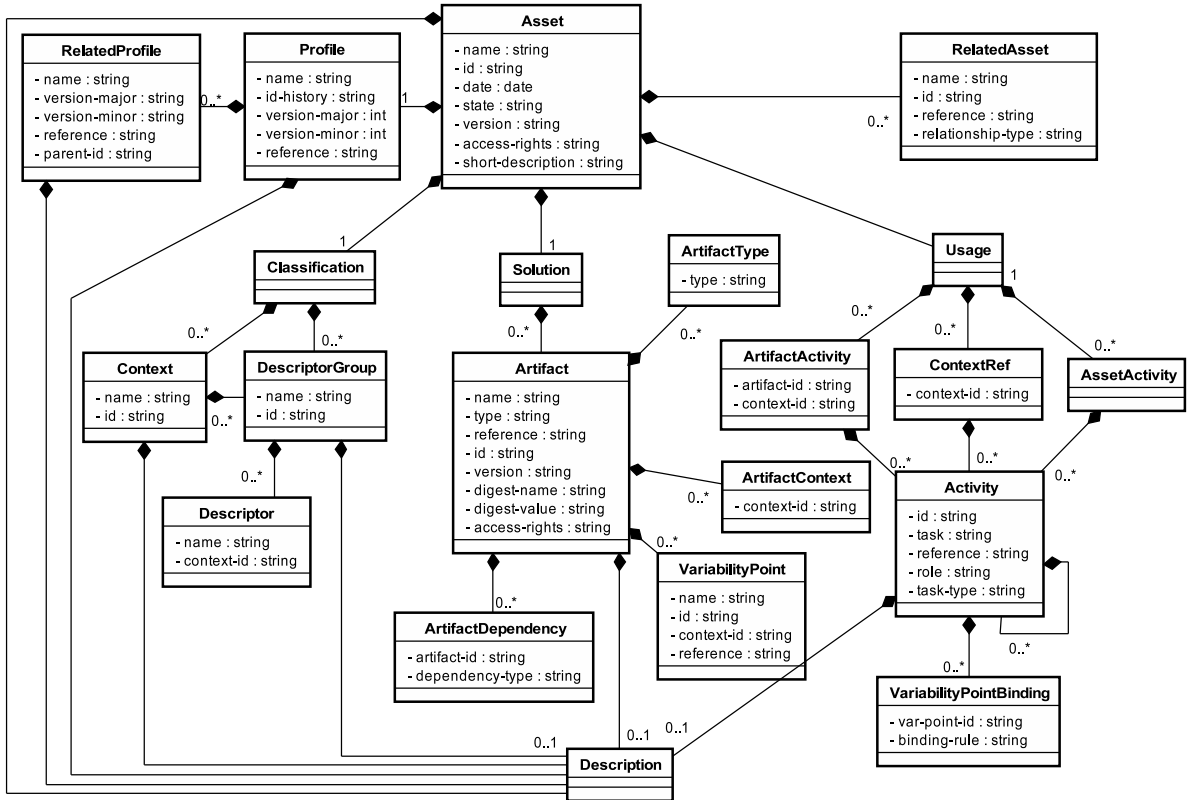 Asset
- name : string
- id : string
- date : date
- state : string
- version : string
- access-rights : string
- short-description : string
RelatedProfile
- name : string
- version-major : string
- version-minor : string
- reference : string
- parent-id : string
0..*
Profile
- name : string
- id-history : string
- version-major : int
- version-minor : int
- reference : string
1
RelatedAsset
- name : string
- id : string
- reference : string
- relationship-type : string
0..*
1
Classification
1
Solution
ArtifactType
- type : string
0..*
Usage
1
0..*
0..*
Context
- name : string
- id : string
0..*
DescriptorGroup
- name : string
- id : string
0..*
Artifact
- name : string
- type : string
- reference : string
- id : string
- version : string
- digest-name : string
- digest-value : string
- access-rights : string
0..*
ArtifactActivity
- artifact-id : string
- context-id : string
0..*
ContextRef
- context-id : string
0..*
AssetActivity
0..*
Descriptor
- name : string
- context-id : string
0..*
ArtifactContext
- context-id : string
0..*
0..*
0..*
Activity
- id : string
- task : string
- reference : string
- role : string
- task-type : string
0..*
0..*
VariabilityPoint
- name : string
- id : string
- context-id : string
- reference : string
0..*
ArtifactDependency
- artifact-id : string
- dependency-type : string
0..*
VariabilityPointBinding
- var-point-id : string
- binding-rule : string
0..1
0..1
0..1
Description